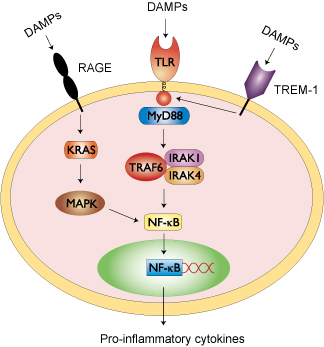 DAMPs
DAMPs
DAMPs
RAGE
TLR
TREM-1
MyD88
KRAS
TRAF6
IRAK1
IRAK4
MAPK
NF-κB
NF-κB
Pro-inflammatory cytokines